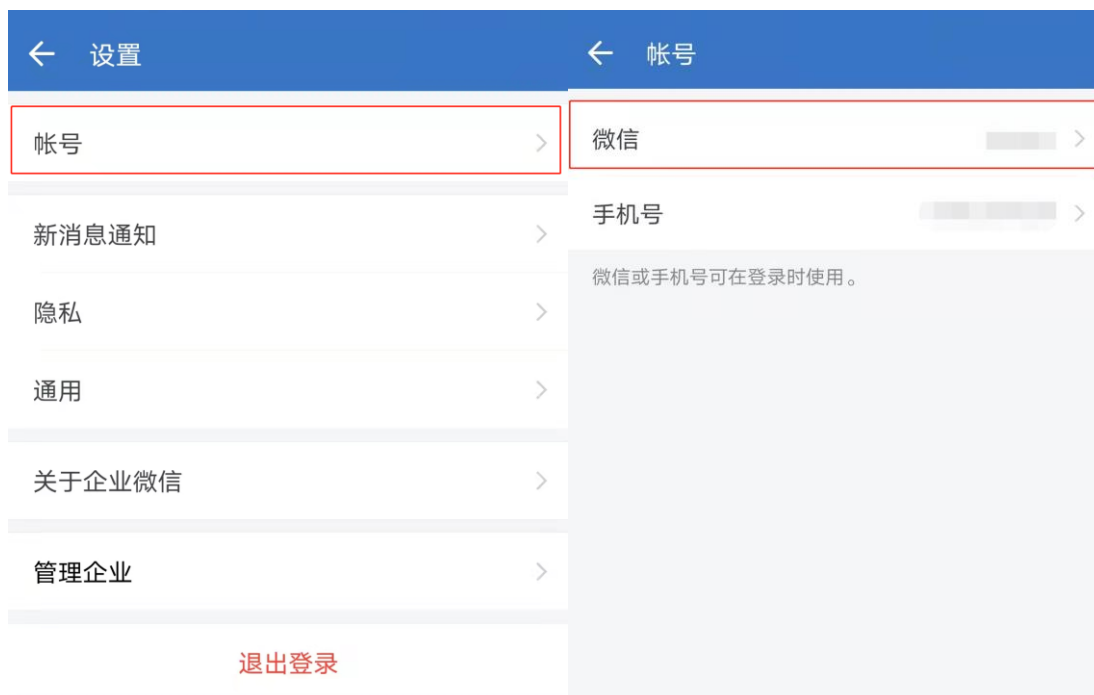 设置
帐号
新消息通知
隐私
通用
关于企业微信
管理企业
退出登录
帐号
微信
手机号
微信或手机号可在登录时使用。